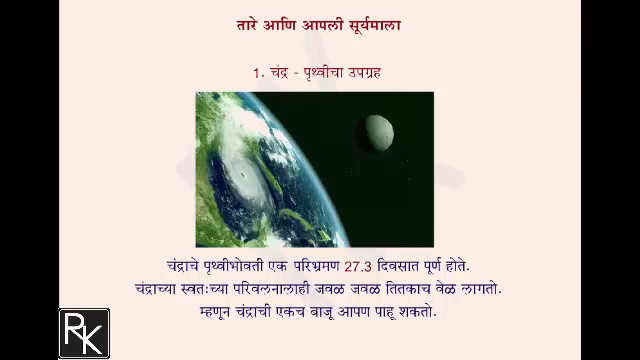 तारे आणि आपली सूर्यमाला
1. चंद्र - पृथ्वीचा उपग्रह
चंद्राचे पृथ्वीभोवती एक परिभ्रमण 27.3 दिवसात पूर्ण होते.
चंद्राच्या स्वतःच्या परिवलनालाही जवळ जवळ तितकाच वेळ लागतो.
म्हणून चंद्राची एकच बाजू आपण पाहू शकतो.
RK